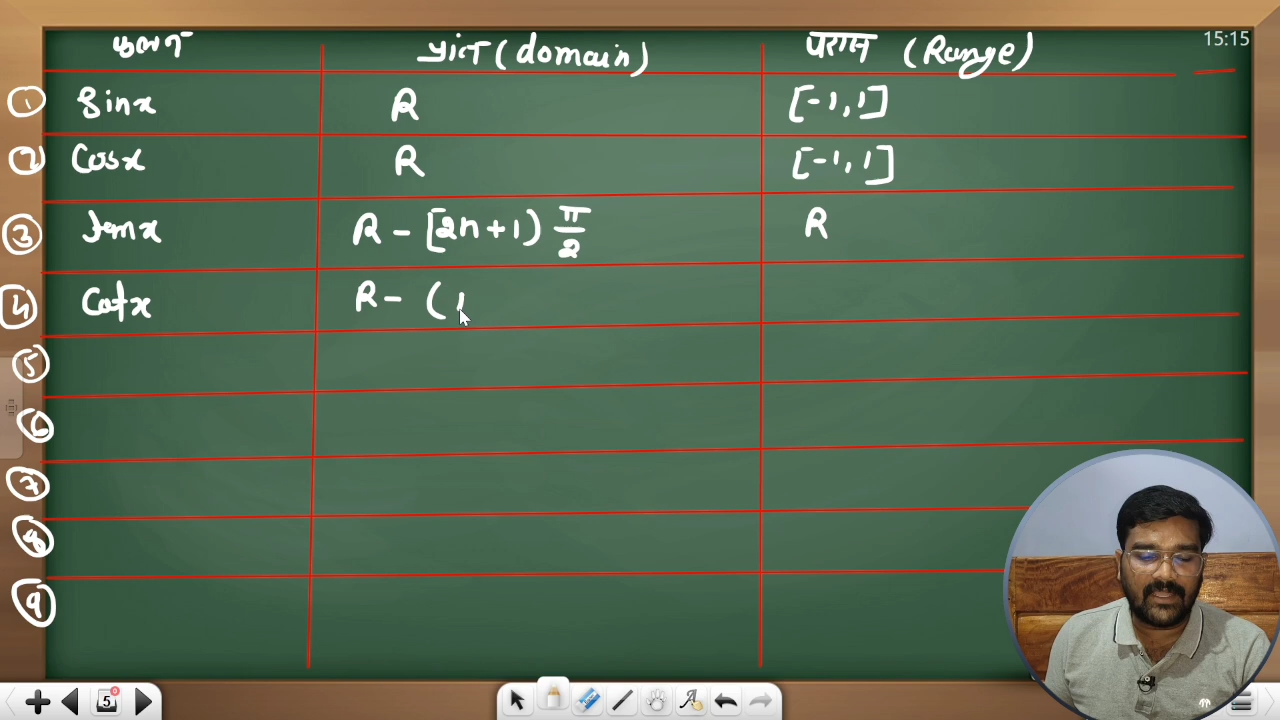 फलन प्रांत (domain) परास (Range) 15:15
① Sinx R [-1,1]
② Cosx R [-1,1]
③ tanx R - [2n+1) π/2 R
④ Cotx R - (
⑤
⑥
⑦
⑧
⑨
5